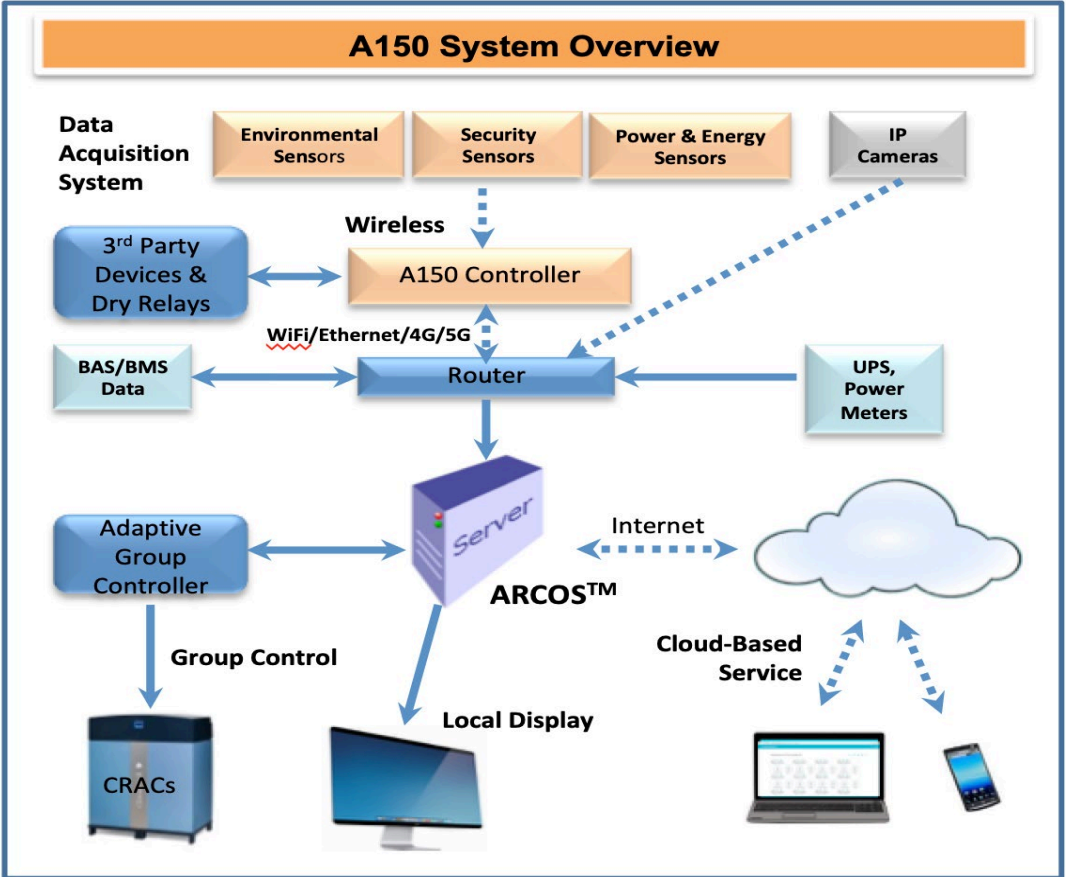 A150 System Overview
Data
Acquisition
System
Environmental
Sensors
Security
Sensors
Power & Energy
Sensors
IP
Cameras
Wireless
3rd Party
Devices &
Dry Relays
A150 Controller
WiFi/Ethernet/4G/5G
BAS/BMS
Data
Router
UPS,
Power
Meters
Adaptive
Group
Controller
Server
Internet
ARCOS™
Group Control
Cloud-Based
Service
Local Display
CRACs